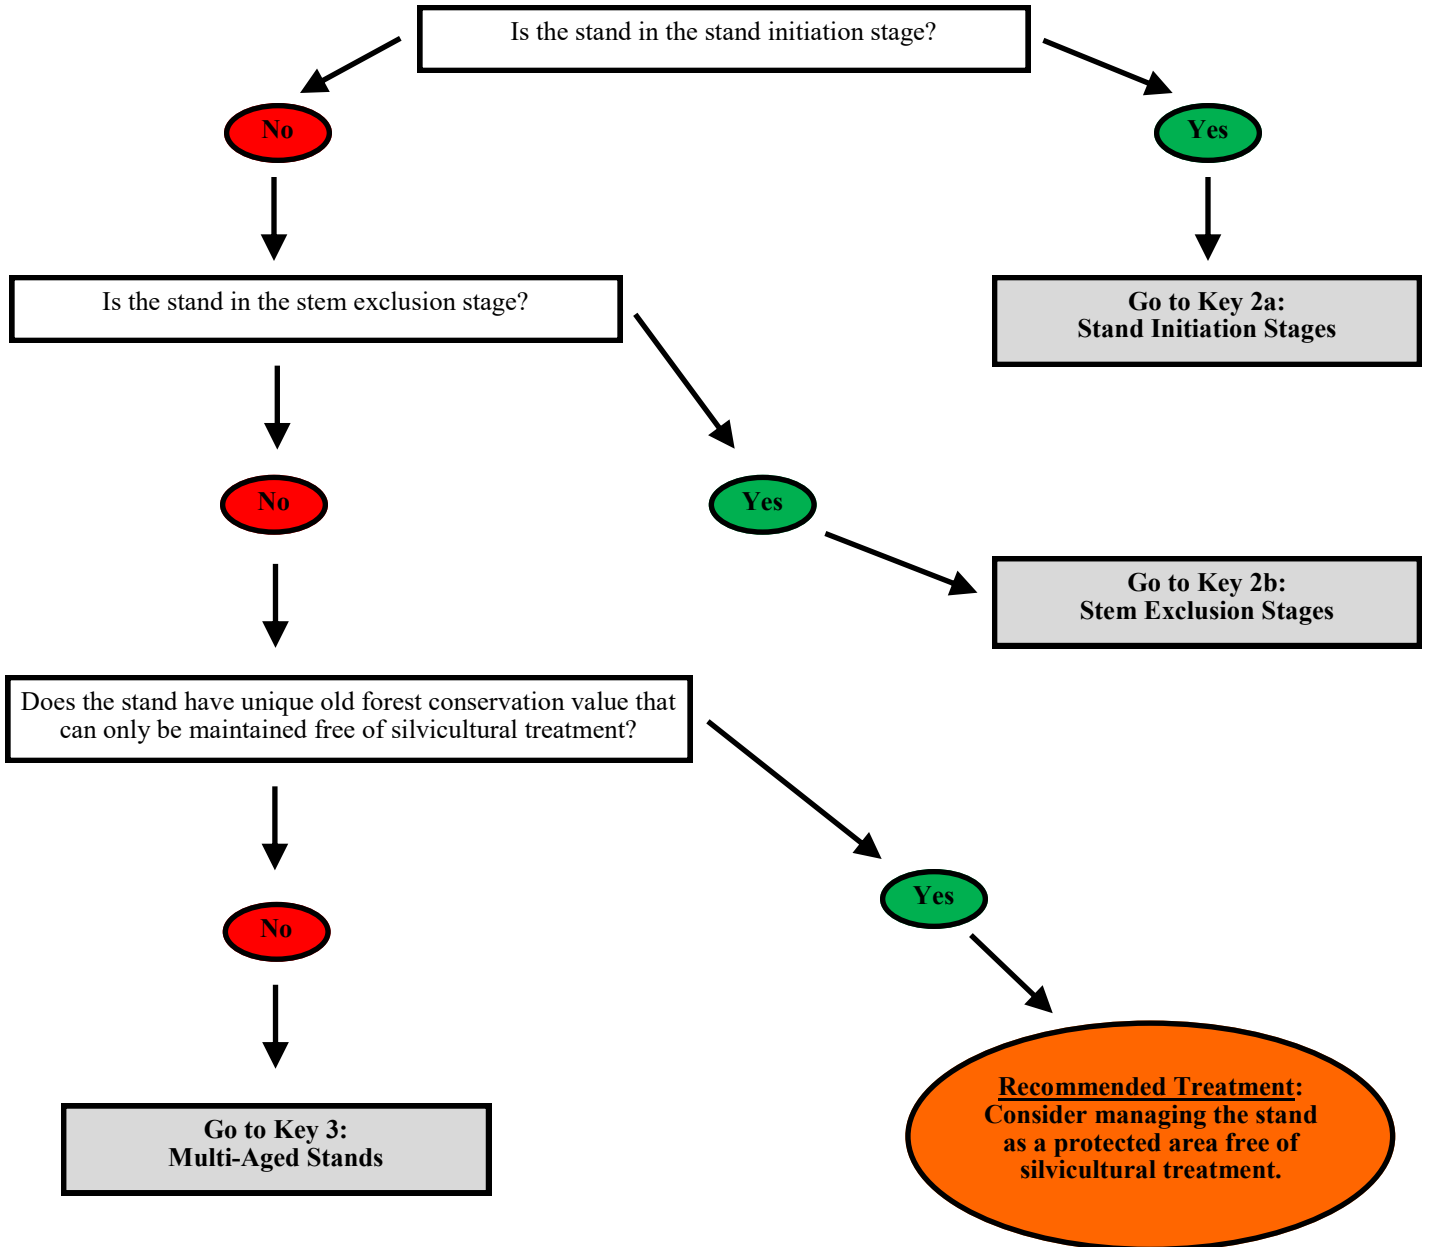 Is the stand in the stand initiation stage?
No
Yes
Is the stand in the stem exclusion stage?
Go to Key 2a:
Stand Initiation Stages
No
Yes
Go to Key 2b:
Stem Exclusion Stages
Does the stand have unique old forest conservation value that
can only be maintained free of silvicultural treatment?
No
Yes
Go to Key 3:
Multi-Aged Stands
Recommended Treatment:
Consider managing the stand
as a protected area free of
silvicultural treatment.